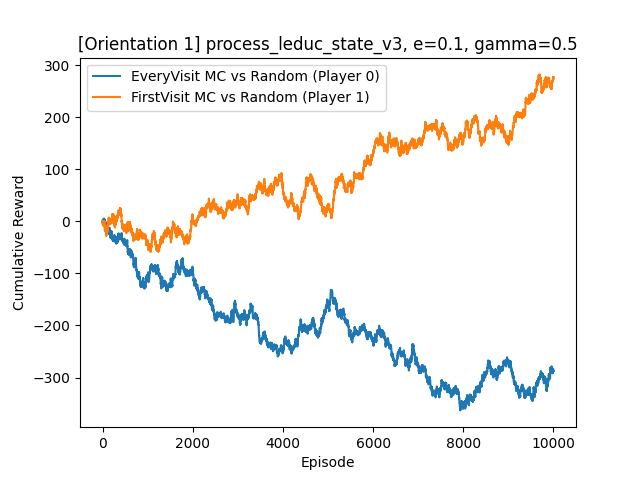 [Orientation 1] process_leduc_state_v3, e=0.1, gamma=0.5
EveryVisit MC vs Random (Player 0)
FirstVisit MC vs Random (Player 1)
300
200
100
0
−100
−200
−300
Cumulative Reward
0 2000 4000 6000 8000 10000
Episode